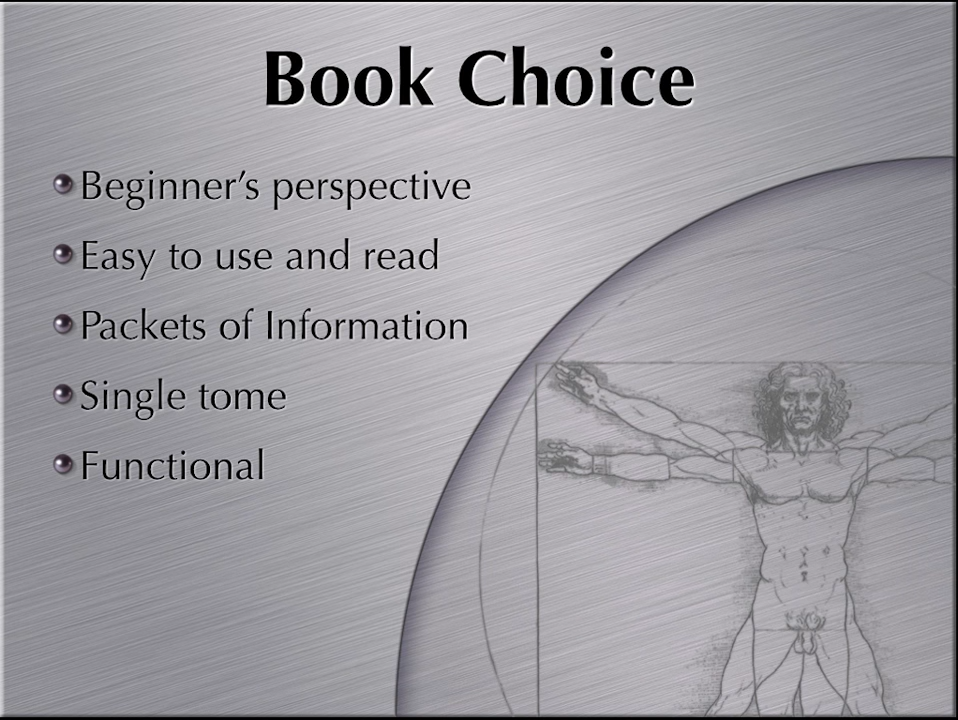 Book Choice
Beginner’s perspective
Easy to use and read
Packets of Information
Single tome
Functional